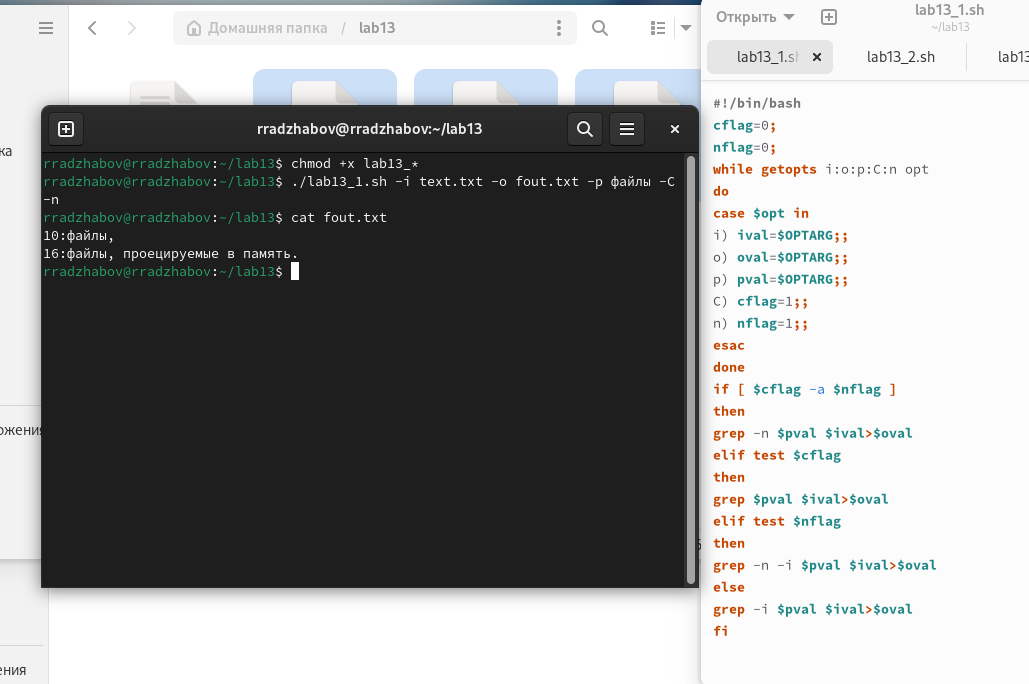 Домашняя папка / lab13
Открыть
lab13_1.sh
~/lab13
lab13_1.sh
lab13_2.sh
lab13
ка
ожения
ения
rradzhabov@rradzhabov:~/lab13
rradzhabov@rradzhabov:~/lab13$ chmod +x lab13_*
rradzhabov@rradzhabov:~/lab13$ ./lab13_1.sh -i text.txt -o fout.txt -p файлы -C
-n
rradzhabov@rradzhabov:~/lab13$ cat fout.txt
10:файлы,
16:файлы, проецируемые в память.
rradzhabov@rradzhabov:~/lab13$
#!/bin/bash
cflag=0;
nflag=0;
while getopts i:o:p:C:n opt
do
case $opt in
i) ival=$OPTARG;;
o) oval=$OPTARG;;
p) pval=$OPTARG;;
C) cflag=1;;
n) nflag=1;;
esac
done
if [ $cflag -a $nflag ]
then
grep -n $pval $ival>$oval
elif test $cflag
then
grep $pval $ival>$oval
elif test $nflag
then
grep -n -i $pval $ival>$oval
else
grep -i $pval $ival>$oval
fi